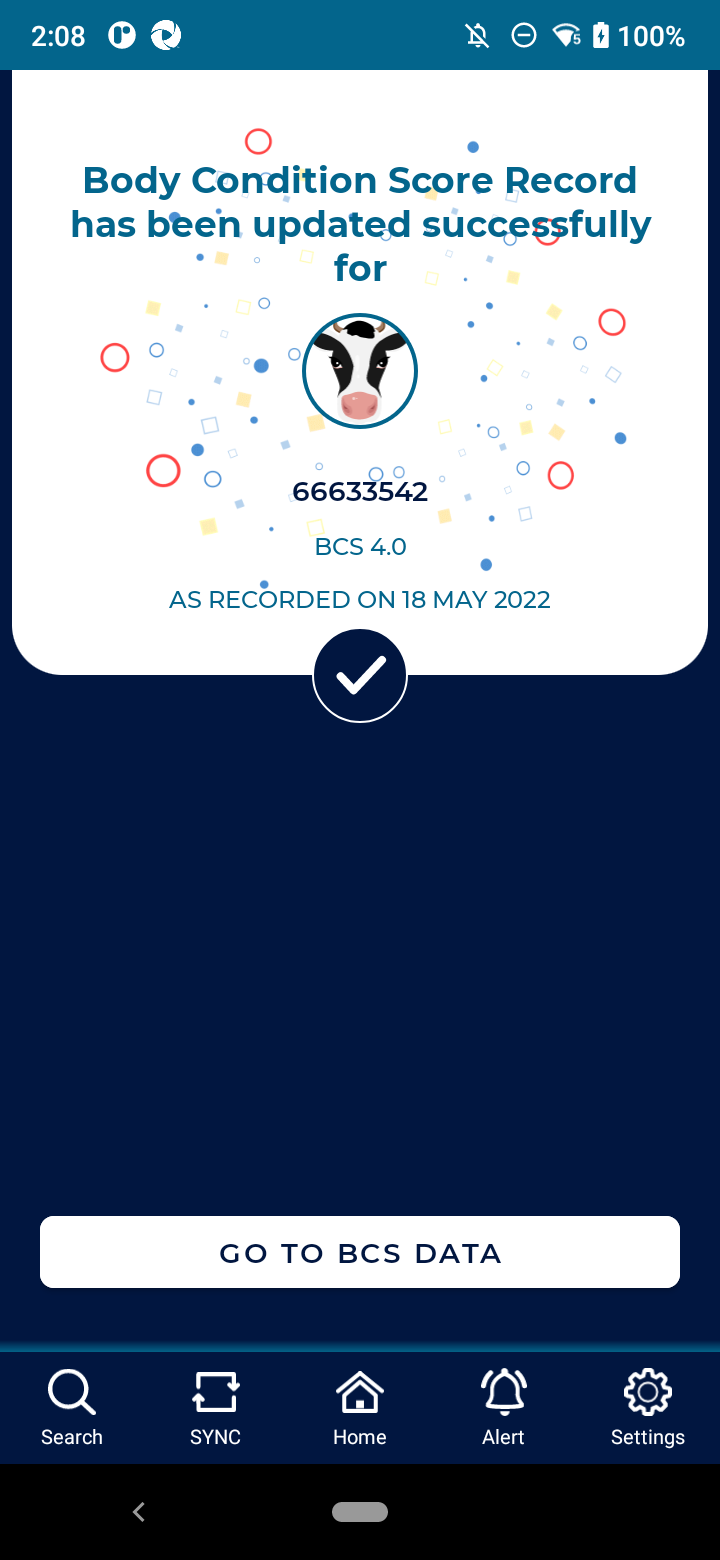 2:08
5
100%
Body Condition Score Record
has been updated successfully
for
66633542
BCS 4.0
AS RECORDED ON 18 MAY 2022
GO TO BCS DATA
Search
SYNC
Home
Alert
Settings